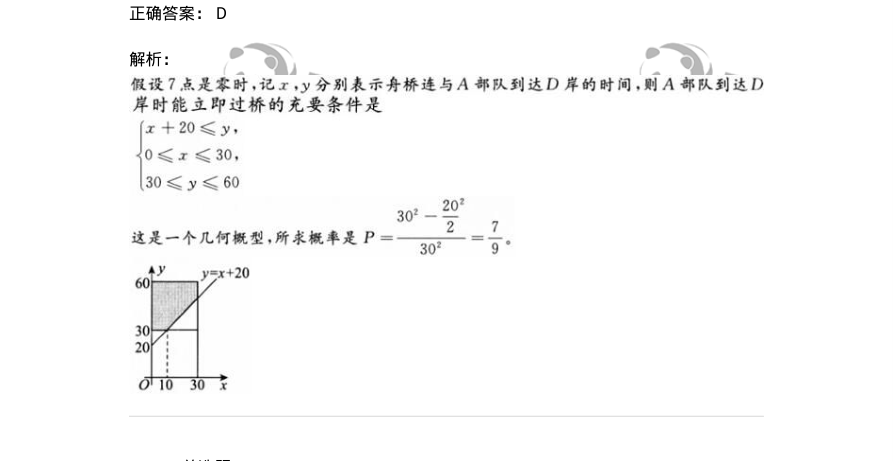 正确答案： D
解析：
假设7点是零时,记x,y分别表示舟桥连与A部队到达D岸的时间,则A部队到达D
岸时能立即过桥的充要条件是
x + 20 ≤ y,
0 ≤ x ≤ 30,
30 ≤ y ≤ 60
这是一个几何概型,所求概率是 P = (30² − 20²/2)/30² = 7/9。
y
y=x+20
60
30
20
O 10 30 x